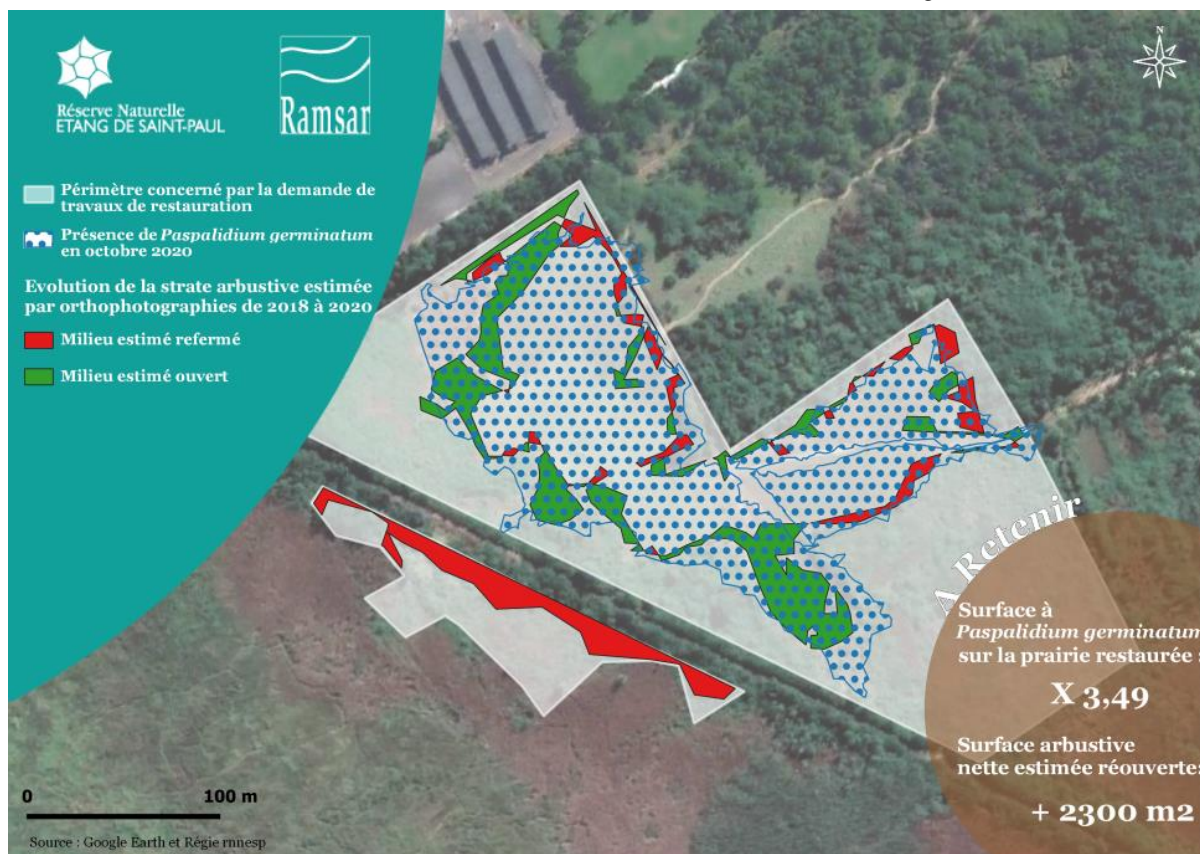 Réserve Naturelle
ETANG DE SAINT-PAUL
Ramsar
N
Périmètre concerné par la demande de
travaux de restauration
Présence de Paspalidium germinatum
en octobre 2020
Evolution de la strate arbustive estimée
par orthophotographies de 2018 à 2020
Milieu estimé refermé
Milieu estimé ouvert
A Retenir
Surface à
Paspalidium germinatum
sur la prairie restaurée :
X 3,49
Surface arbustive
nette estimée réouverte:
+ 2300 m2
0 100 m
Source : Google Earth et Régie rnnesp